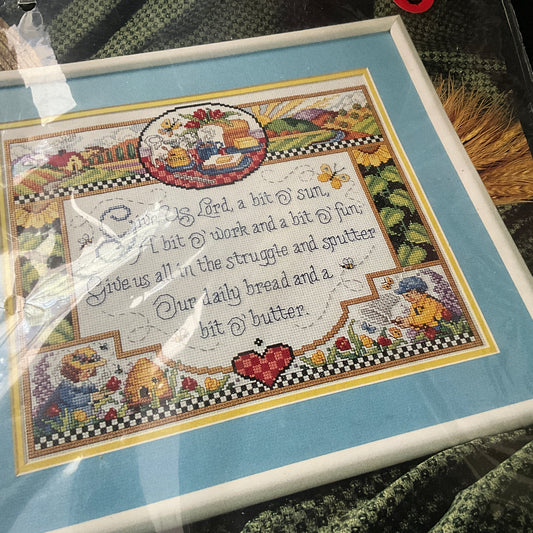 Give Us Lord, a bit o' sun,
A bit o' work and a bit o' fun;
Give us all in the struggle and sputter
Our daily bread and a
bit o' butter.